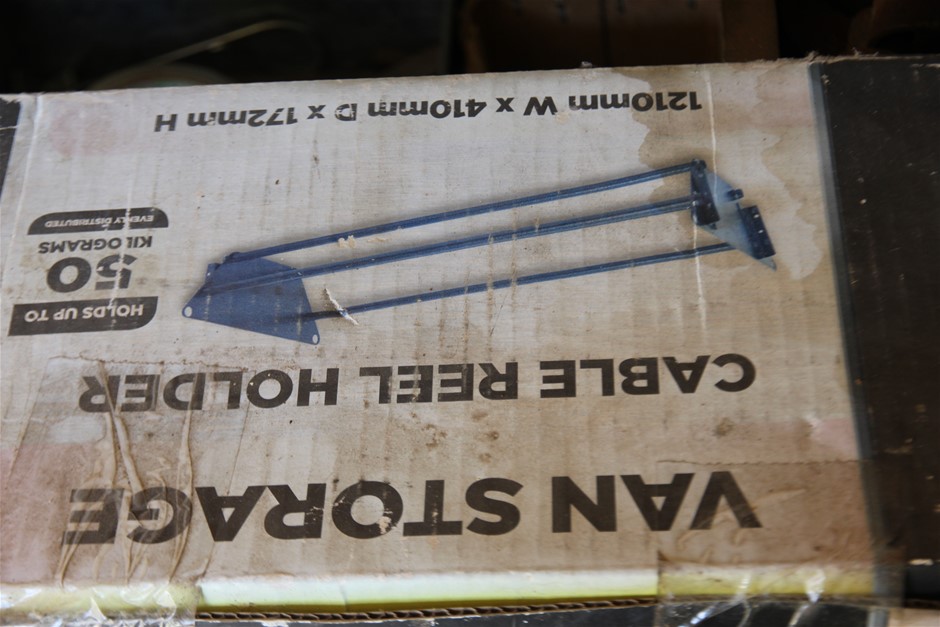 VAN STORAGE
CABLE REEL HOLDER
HOLDS UP TO
50
KILOGRAMS
EVENLY DISTRIBUTED
1210mm W x 410mm D x 172mm H